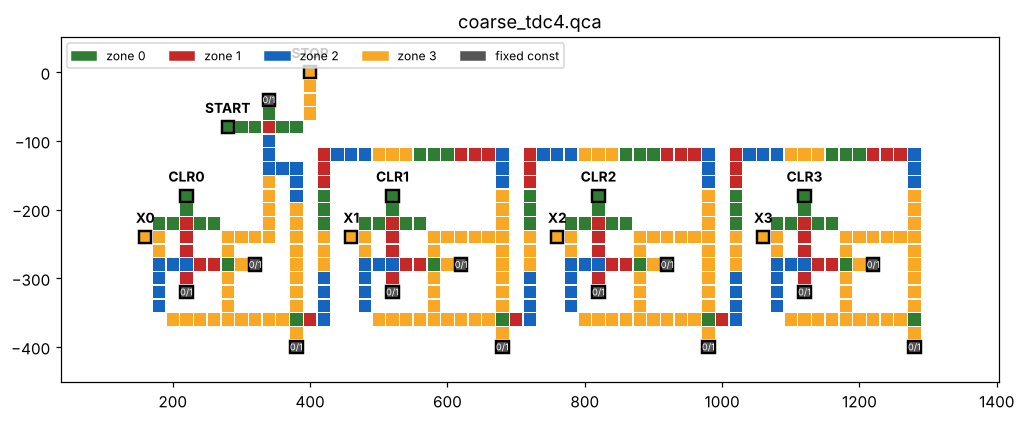 coarse_tdc4.qca
zone 0 zone 1 zone 2 zone 3 fixed const
STOP
0
0/1
START
−100
CLR0 CLR1 CLR2 CLR3
−200
X0 X1 X2 X3
0/1 0/1 0/1 0/1
−300
0/1 0/1 0/1 0/1
−400
0/1 0/1 0/1 0/1
200 400 600 800 1000 1200 1400